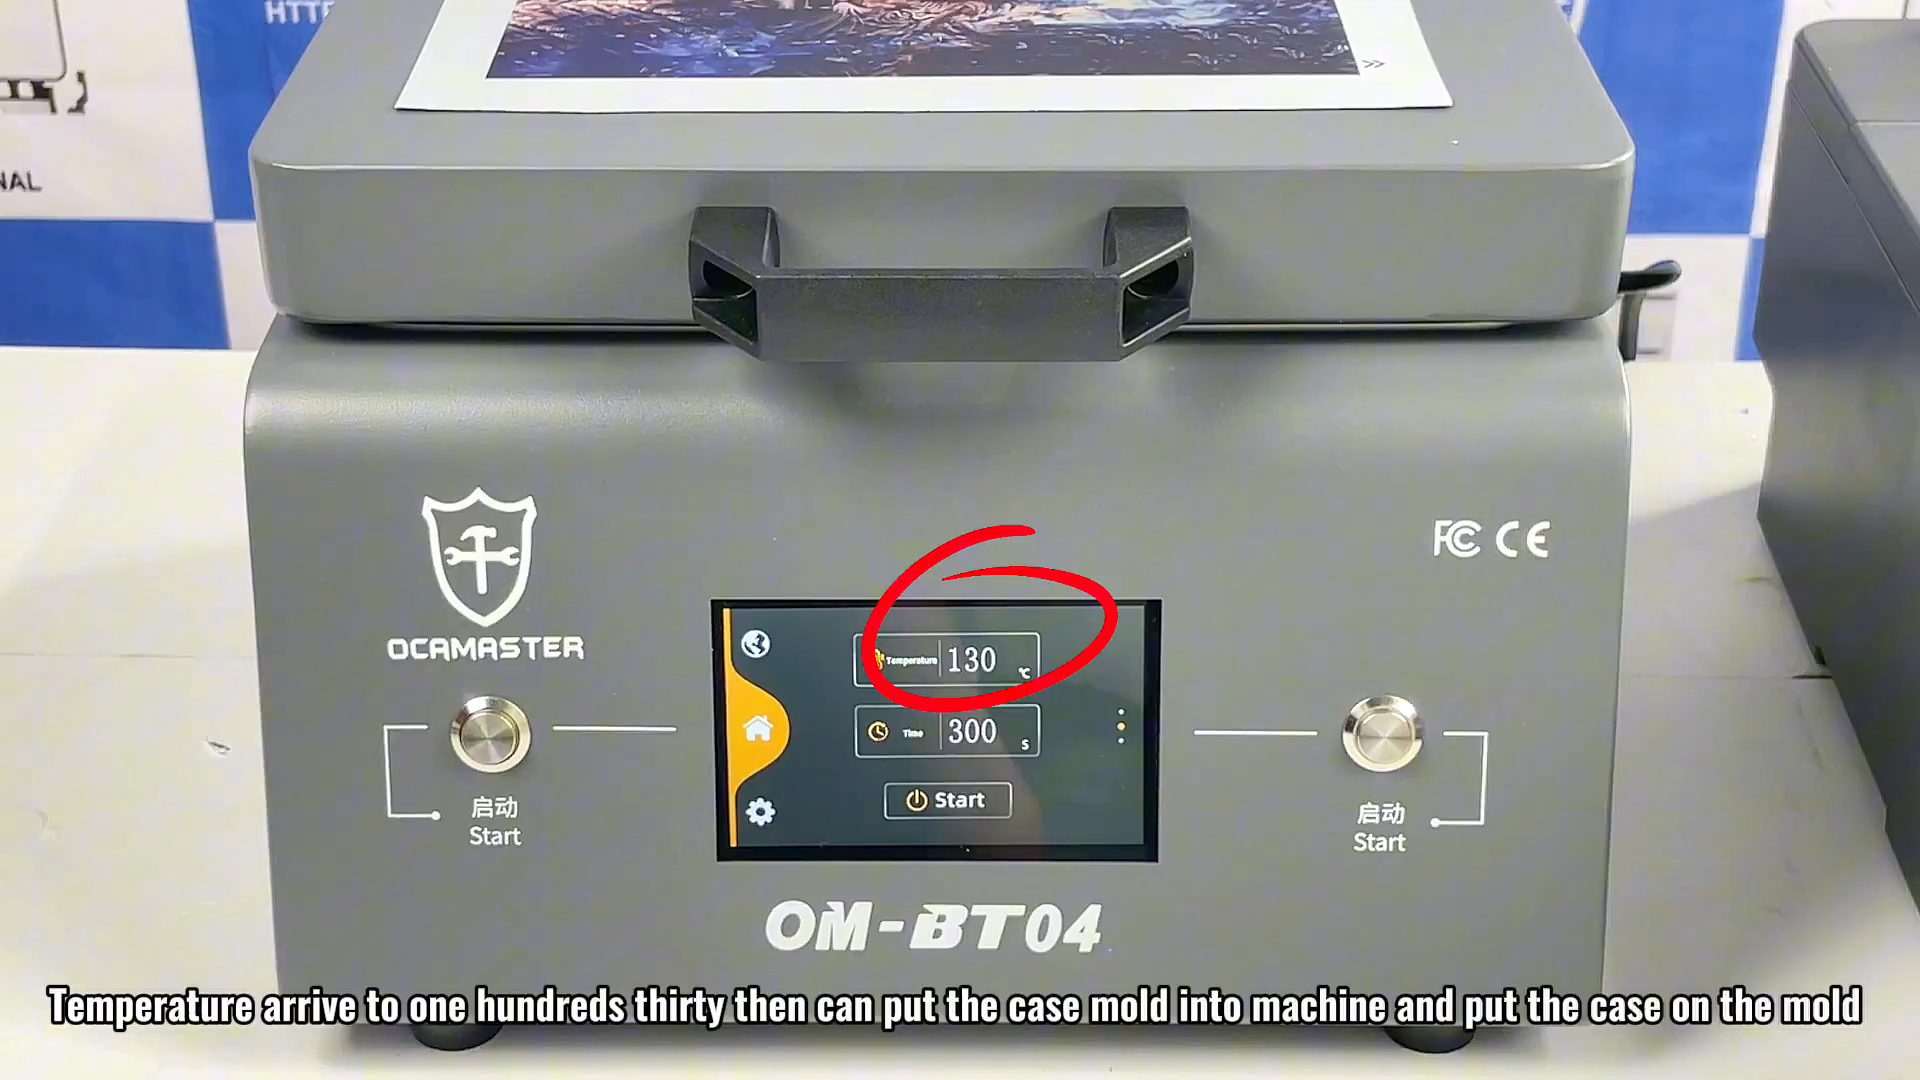 HTTP
NAL
>>
OCAMASTER
FC CE
Temperature 130 ℃
Time 300 S
Start
启动
Start
启动
Start
OM-BT04
Temperature arrive to one hundreds thirty then can put the case mold into machine and put the case on the mold